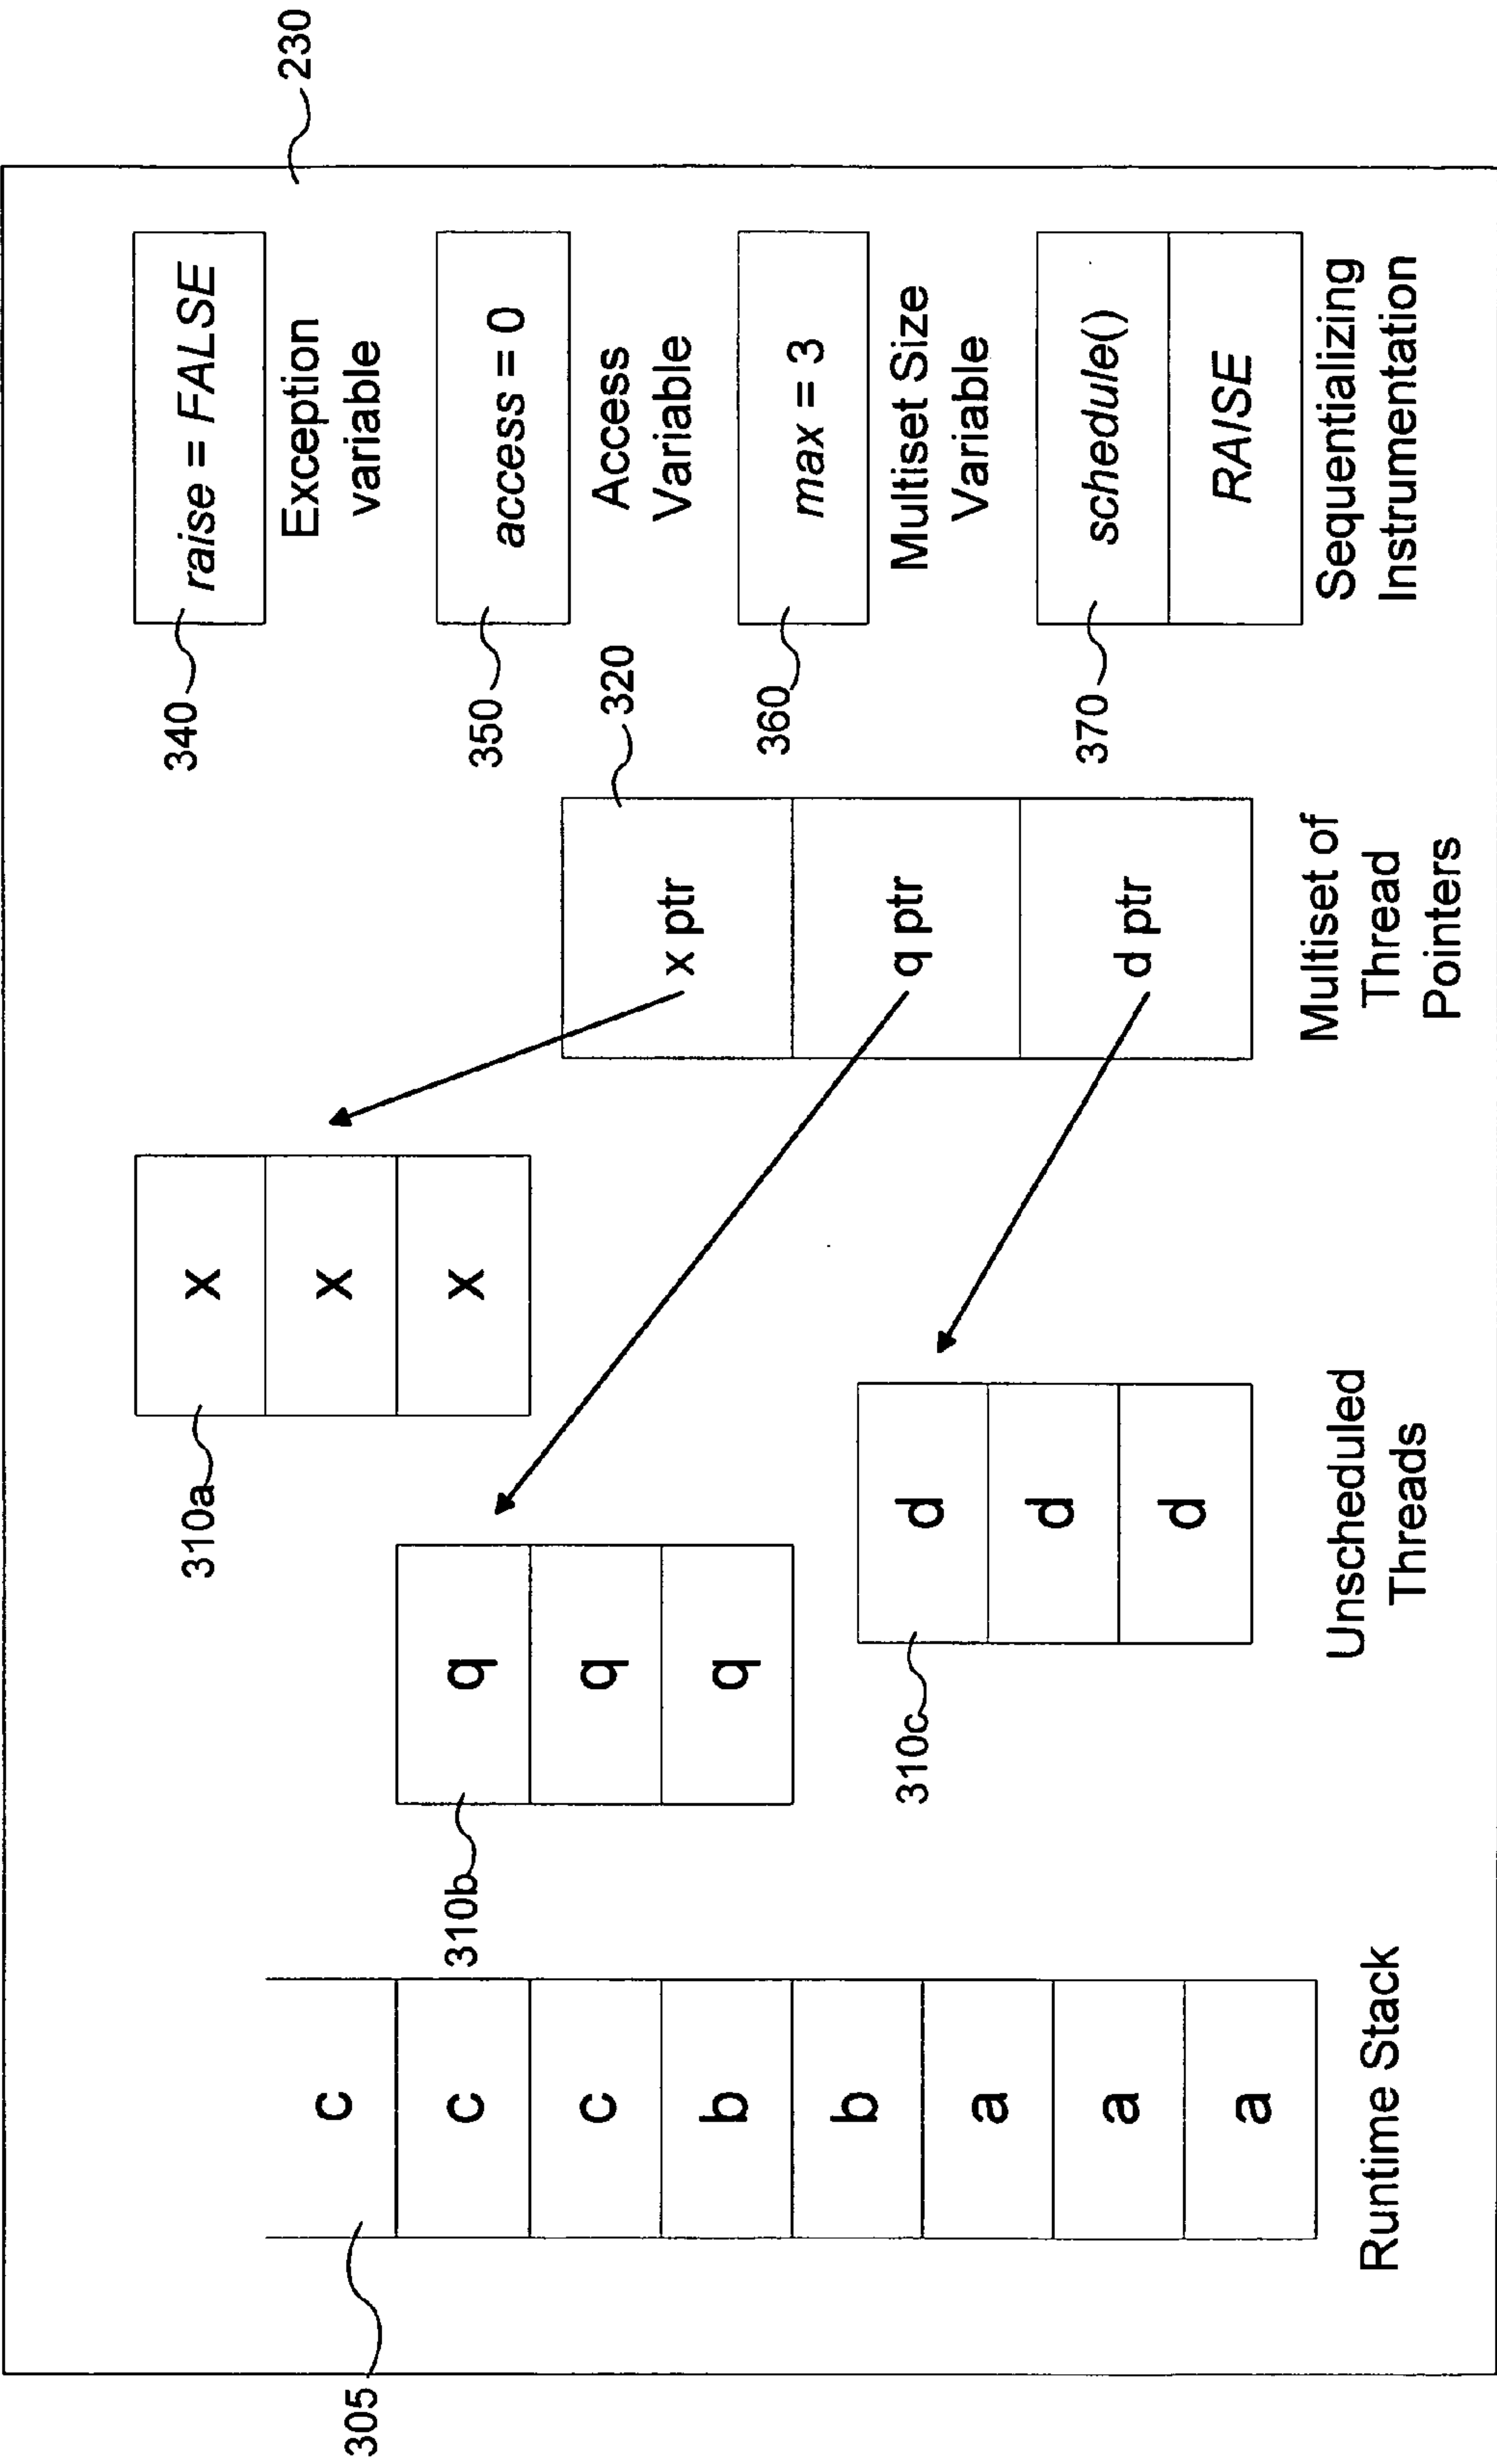 230
340
raise = FALSE
Exception
variable
350
access = 0
Access
Variable
360
max = 3
Multiset Size
Variable
370
schedule()
RAISE
Sequentializing
Instrumentation
320
x ptr
q ptr
d ptr
Multiset of
Thread
Pointers
310a
x
x
x
310b
q
q
q
310c
d
d
d
Unscheduled
Threads
305
c
c
c
b
b
a
a
a
Runtime Stack